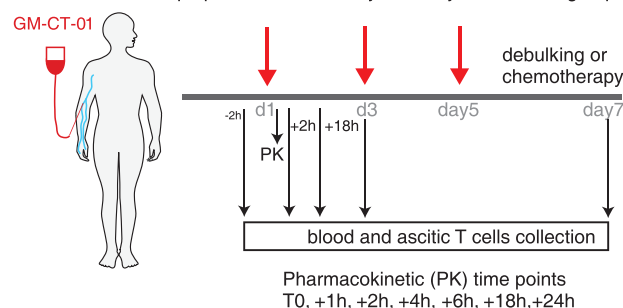 GM-CT-01
debulking or
chemotherapy
d1
d3
day5
day7
-2h
+2h
+18h
PK
blood and ascitic T cells collection
Pharmacokinetic (PK) time points
T0, +1h, +2h, +4h, +6h, +18h,+24h